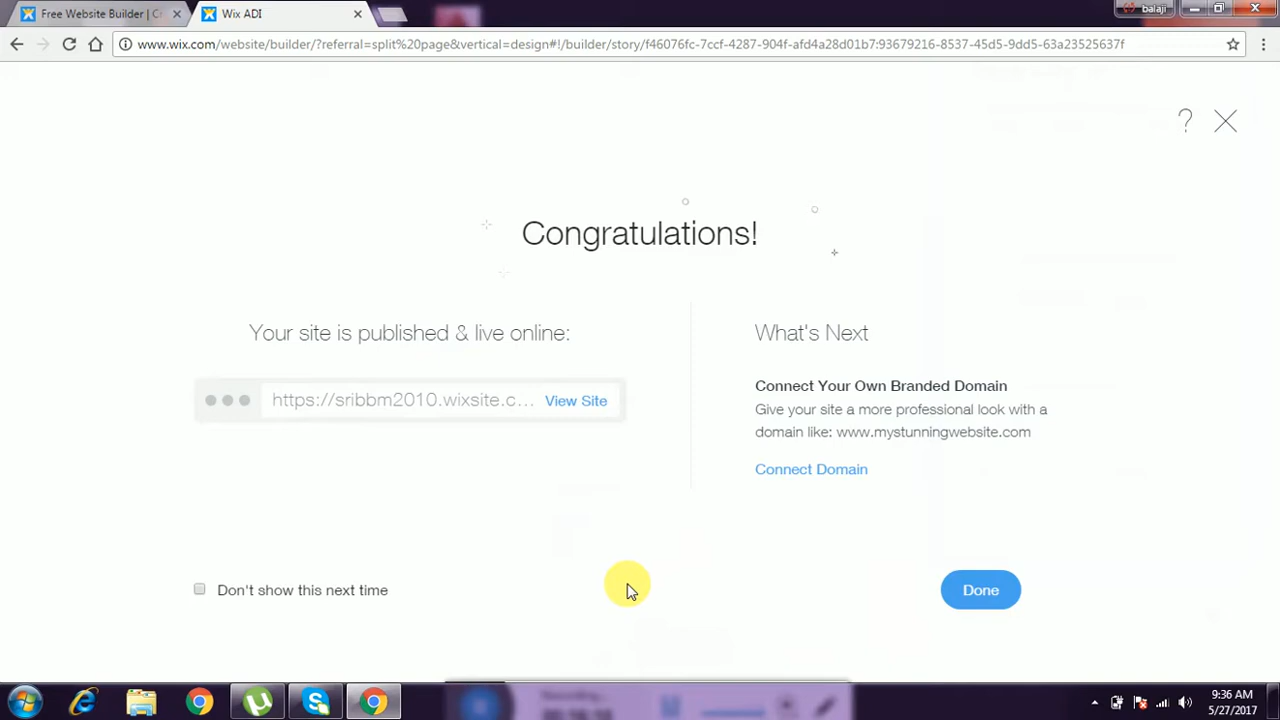 Free Website Builder | C
Wix ADI
balaji
www.wix.com/website/builder/?referral=split%20page&vertical=design#!/builder/story/f46076fc-7ccf-4287-904f-afd4a28d01b7:93679216-8537-45d5-9dd5-63a23525637f
?
Congratulations!
Your site is published & live online:
https://sribbm2010.wixsite.c... View Site
What's Next
Connect Your Own Branded Domain
Give your site a more professional look with a
domain like: www.mystunningwebsite.com
Connect Domain
Don't show this next time
Done
9:36 AM
5/27/2017